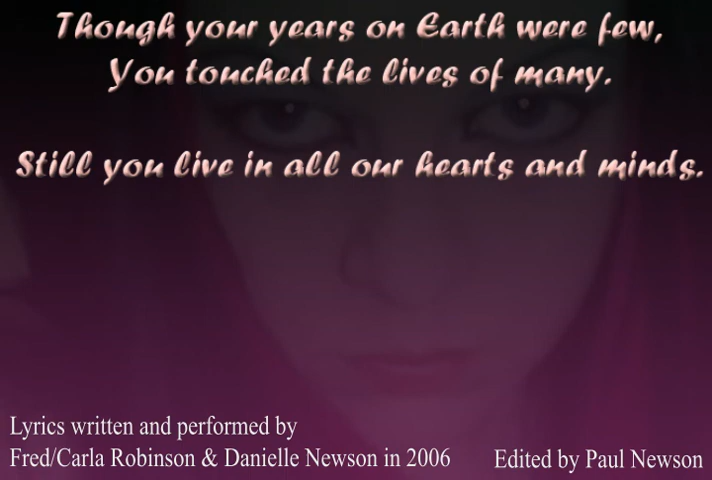 Though your years on Earth were few,
You touched the lives of many.
Still you live in all our hearts and minds.
Lyrics written and performed by
Fred/Carla Robinson & Danielle Newson in 2006
Edited by Paul Newson